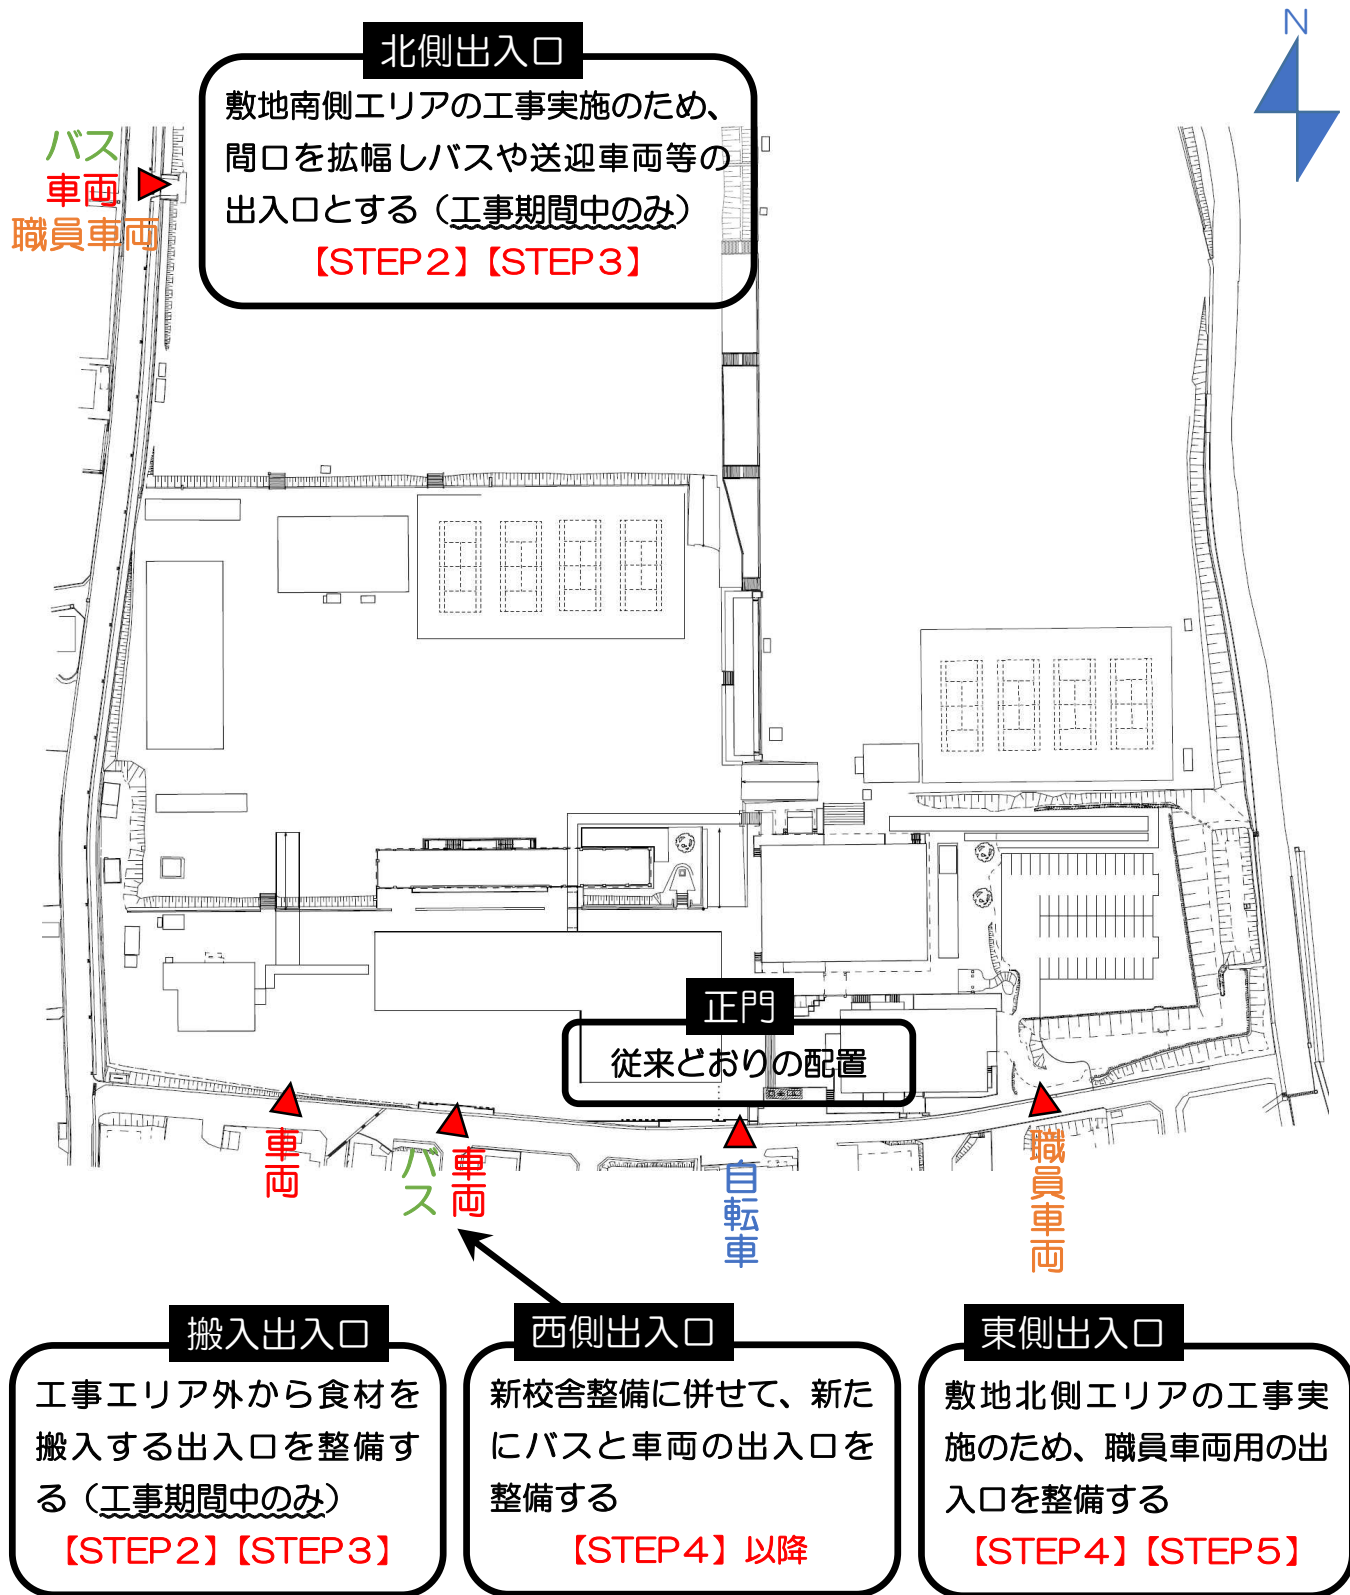 N
北側出入口
敷地南側エリアの工事実施のため、
間口を拡幅しバスや送迎車両等の
出入口とする（工事期間中のみ）
【STEP２】【STEP３】
バス
車両
職員車両
正門
従来どおりの配置
車両
バス
車両
自転車
職員車両
搬入出入口
工事エリア外から食材を
搬入する出入口を整備す
る（工事期間中のみ）
【STEP２】【STEP３】
西側出入口
新校舎整備に併せて、新た
にバスと車両の出入口を
整備する
【STEP４】以降
東側出入口
敷地北側エリアの工事実
施のため、職員車両用の出
入口を整備する
【STEP４】【STEP５】